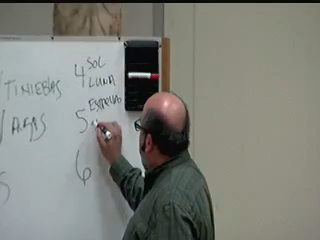 4 SOL
LUNA
ESTRELLAS
/ TINIEBLAS
/ AGUAS
5
6